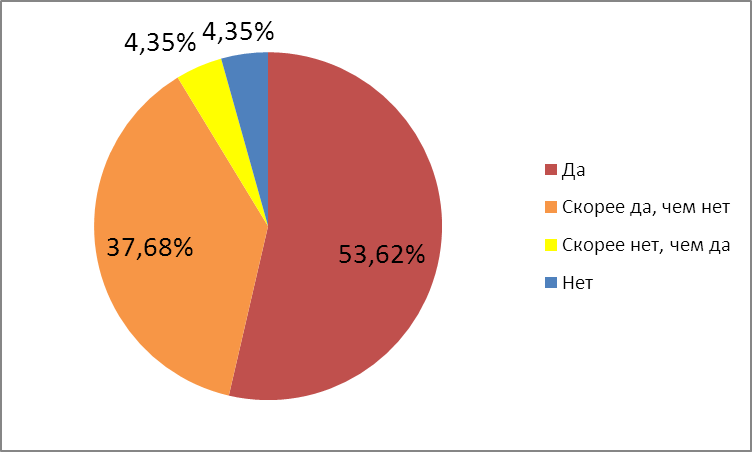 4,35%
4,35%
37,68%
53,62%
Да
Скорее да, чем нет
Скорее нет, чем да
Нет